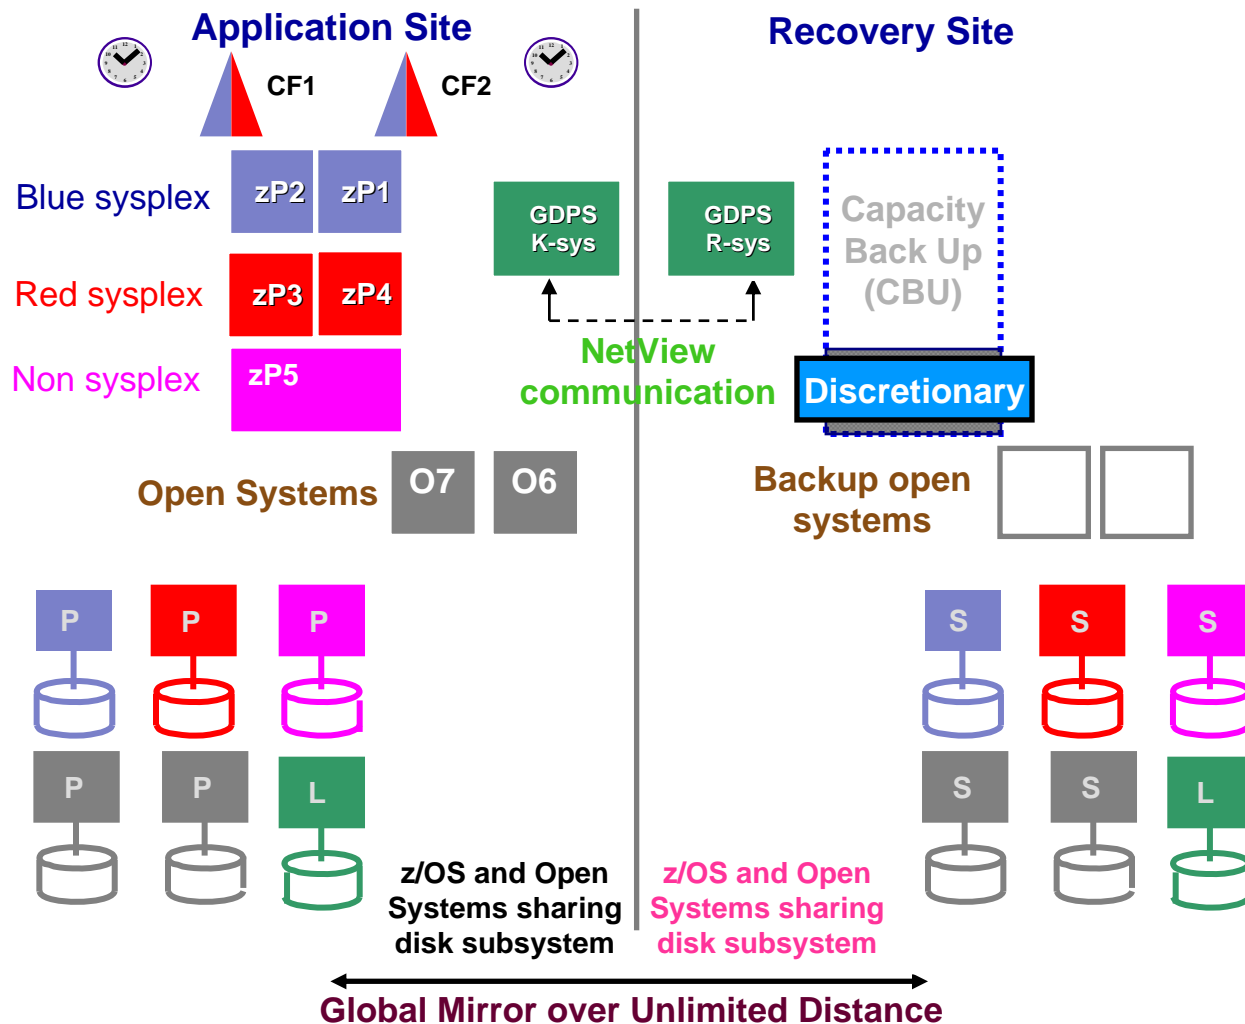 Application Site
Recovery Site
CF1
CF2
Blue sysplex
zP2
zP1
GDPS
K-sys
GDPS
R-sys
Capacity
Back Up
(CBU)
Red sysplex
zP3
zP4
NetView
communication
Non sysplex
zP5
Discretionary
Open Systems
O7
O6
Backup open
systems
P
P
P
S
S
S
P
P
L
S
S
L
z/OS and Open
Systems sharing
disk subsystem
z/OS and Open
Systems sharing
disk subsystem
Global Mirror over Unlimited Distance